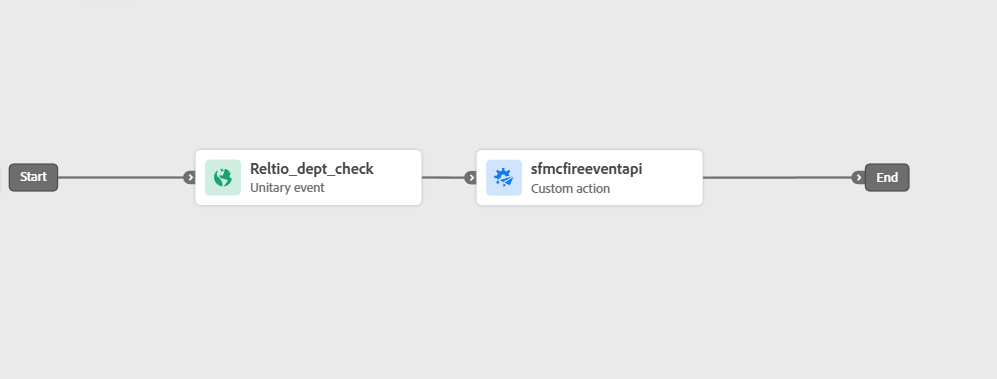 Start
Reltio_dept_check
Unitary event
sfmcfireeventapi
Custom action
End